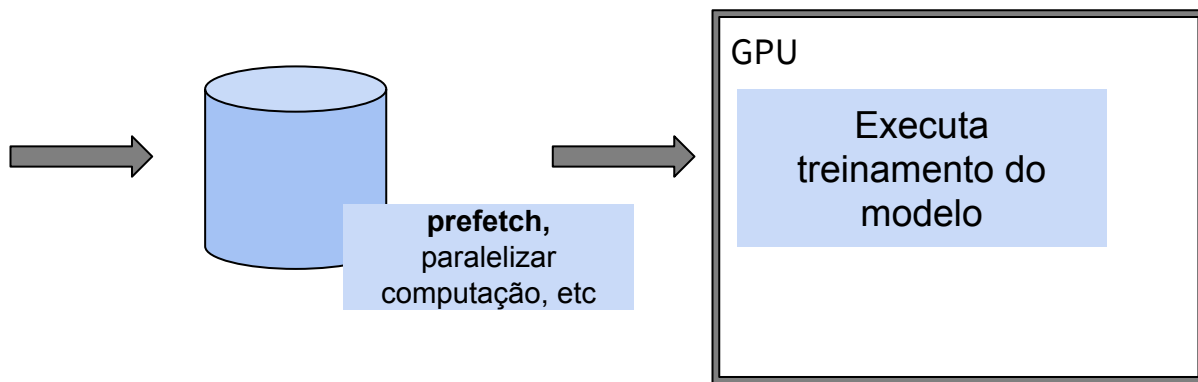 GPU
Executa
treinamento do
modelo
prefetch,
paralelizar
computação, etc